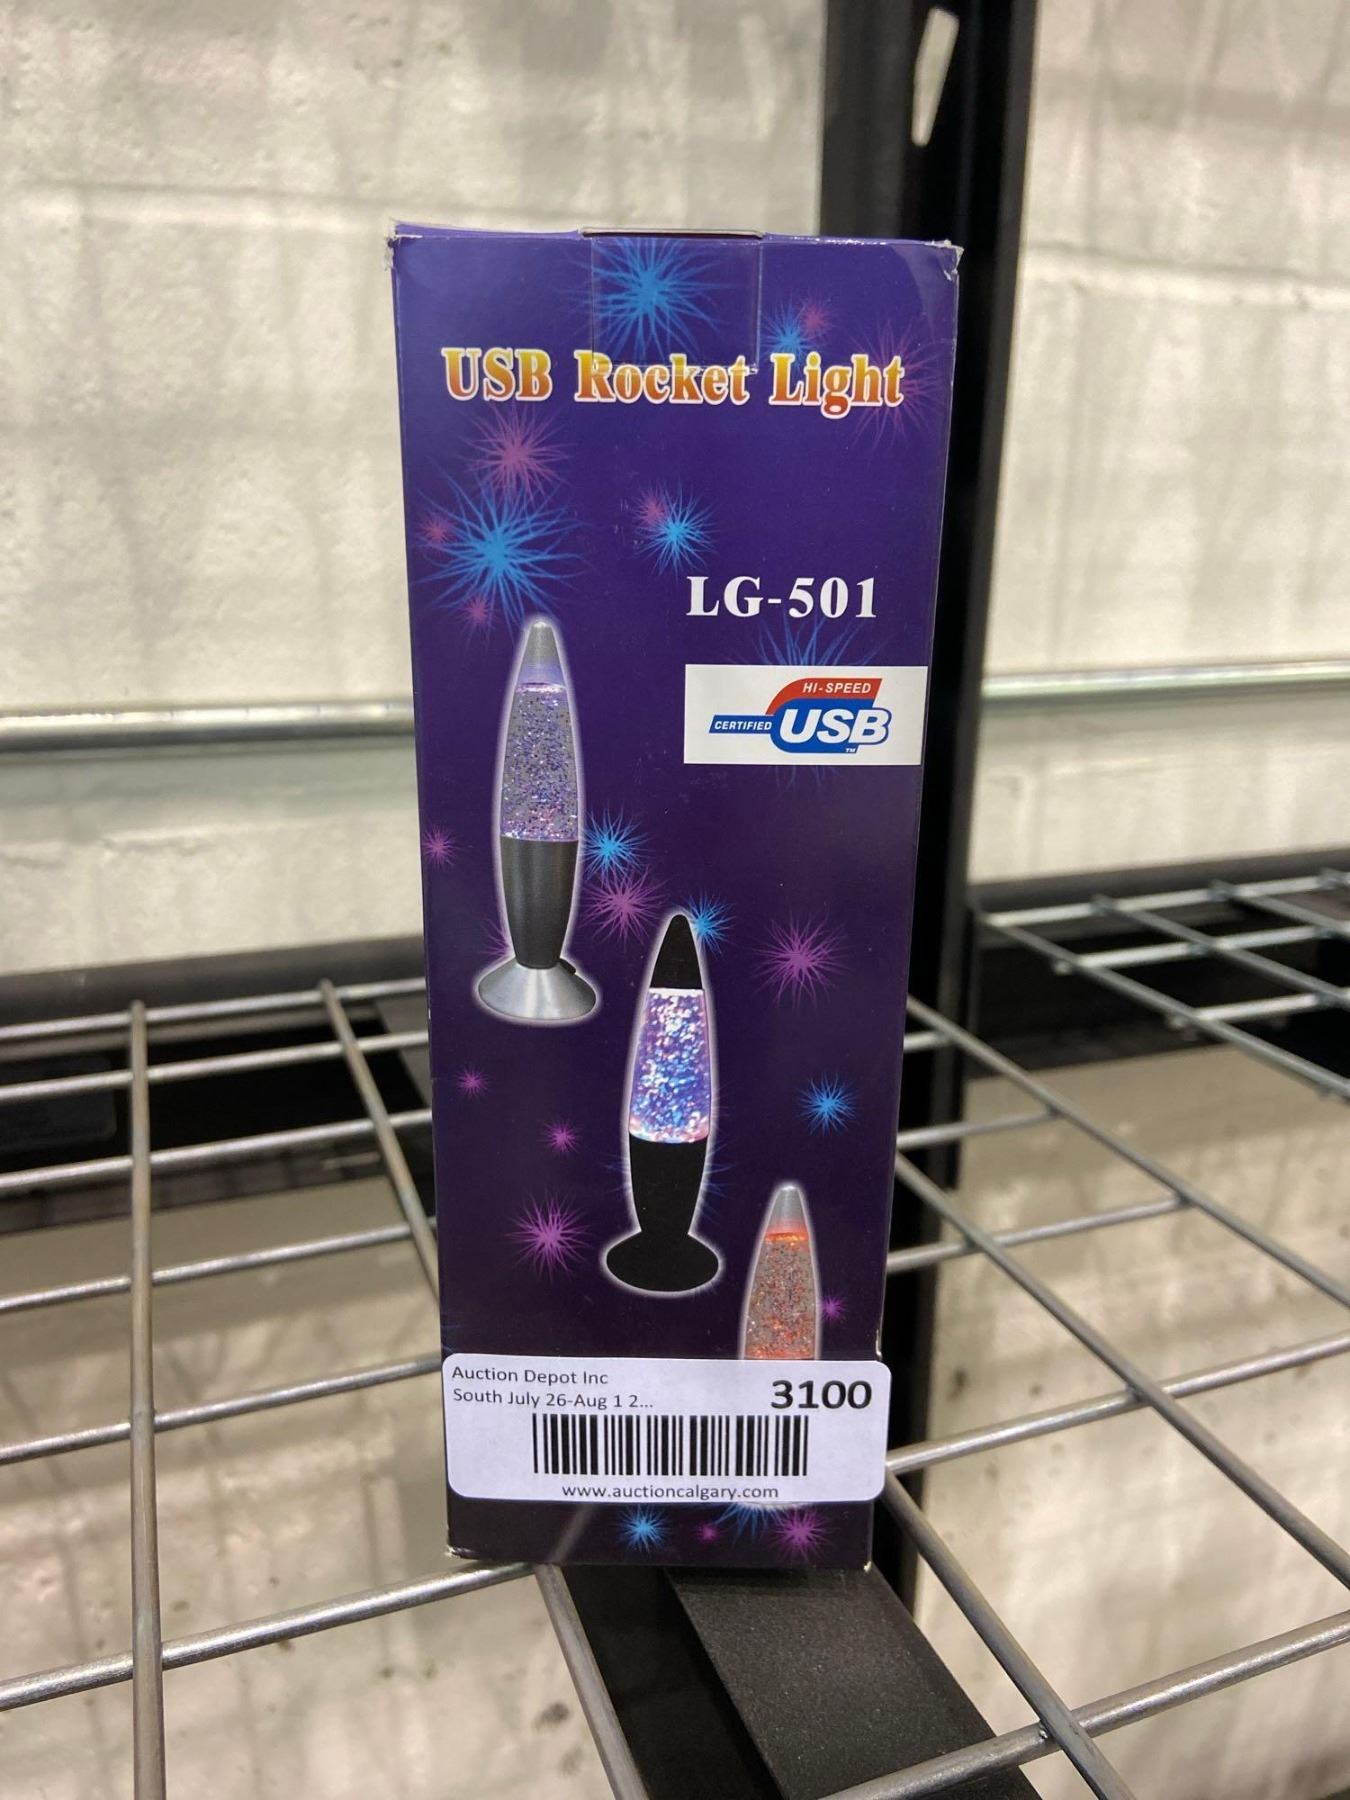 USB Rocket Light
LG-501
HI-SPEED
CERTIFIED USB™
Auction Depot Inc
South July 26-Aug 1 2...
3100
www.auctioncalgary.com